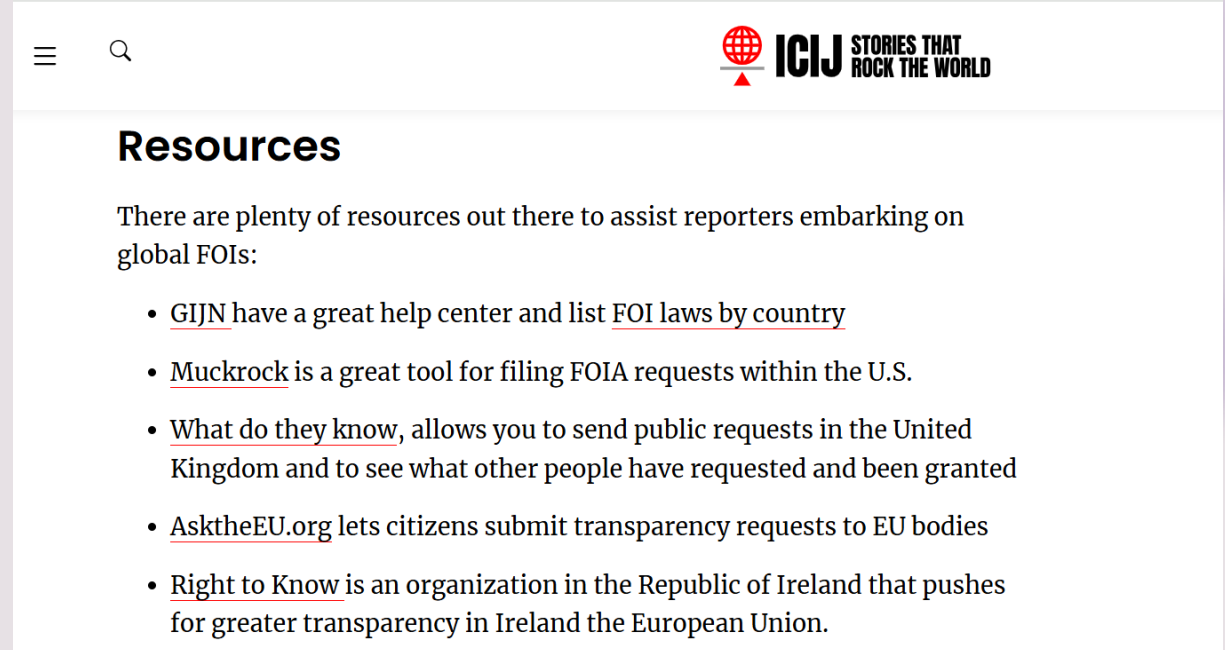 ICIJ STORIES THAT
ROCK THE WORLD
Resources
There are plenty of resources out there to assist reporters embarking on
global FOIs:
• GIJN have a great help center and list FOI laws by country
• Muckrock is a great tool for filing FOIA requests within the U.S.
• What do they know, allows you to send public requests in the United
Kingdom and to see what other people have requested and been granted
• AsktheEU.org lets citizens submit transparency requests to EU bodies
• Right to Know is an organization in the Republic of Ireland that pushes
for greater transparency in Ireland the European Union.